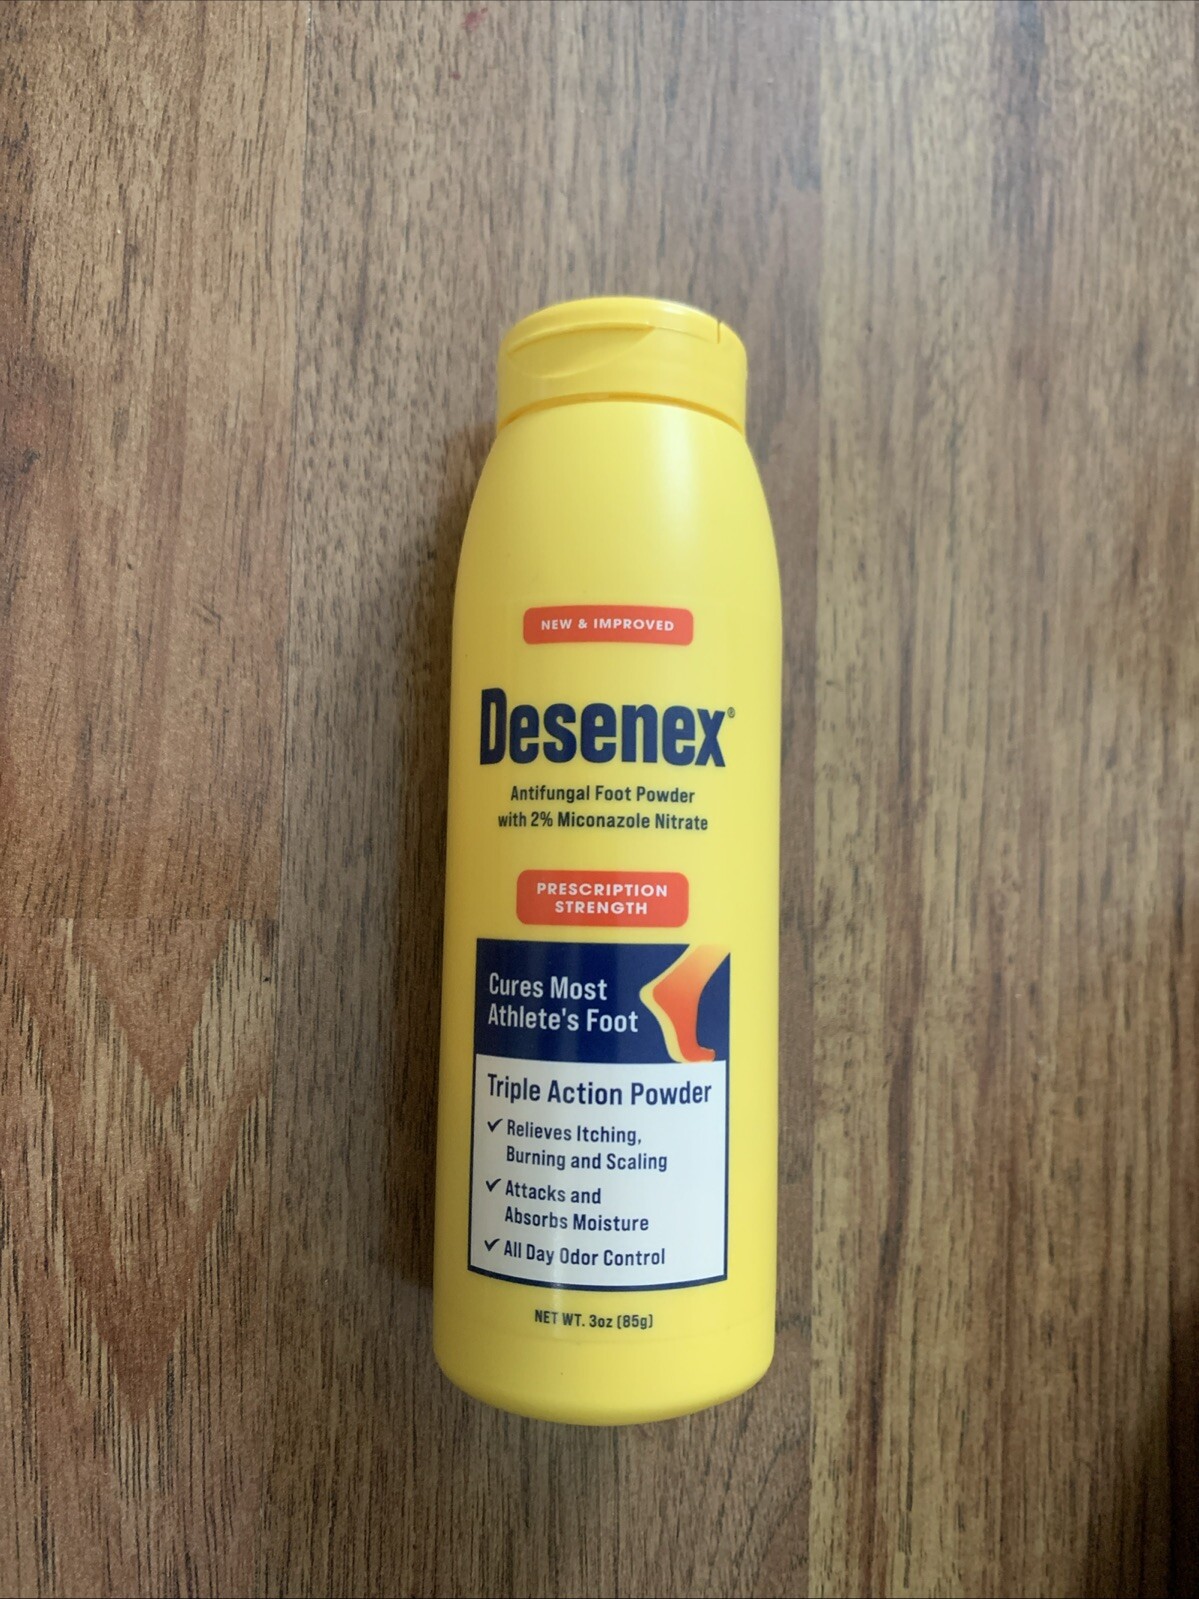 NEW & IMPROVED
Desenex®
Antifungal Foot Powder
with 2% Miconazole Nitrate
PRESCRIPTION
STRENGTH
Cures Most
Athlete's Foot
Triple Action Powder
✓ Relieves Itching,
Burning and Scaling
✓ Attacks and
Absorbs Moisture
✓ All Day Odor Control
NET WT. 3oz (85g)